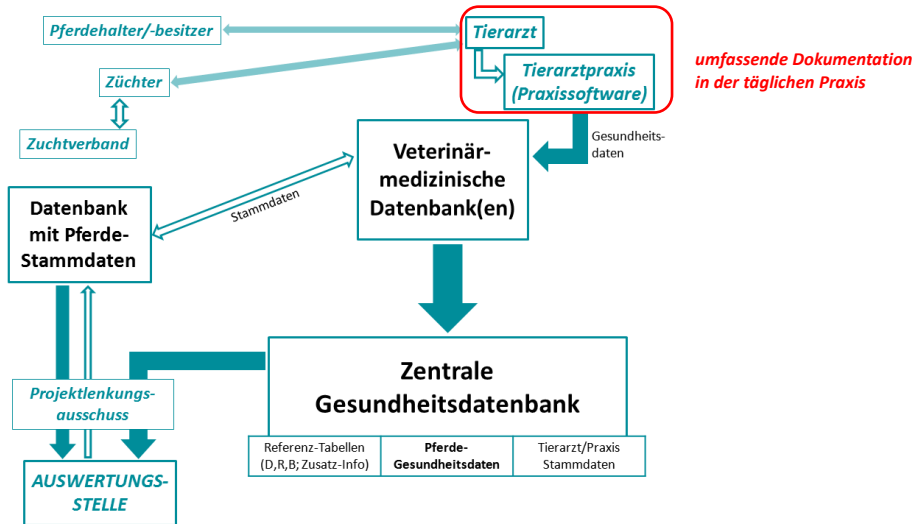 Pferdehalter/-besitzer
Tierarzt
umfassende Dokumentation
in der täglichen Praxis
Tierarztpraxis
(Praxissoftware)
Züchter
Zuchtverband
Gesundheits-
daten
Veterinär-
medizinische
Datenbank(en)
Stammdaten
Datenbank
mit Pferde-
Stammdaten
Zentrale
Gesundheitsdatenbank
Projektlenkungs-
ausschuss
Referenz-Tabellen
(D,R,B; Zusatz-Info)
Pferde-
Gesundheitsdaten
Tierarzt/Praxis
Stammdaten
AUSWERTUNGS-
STELLE